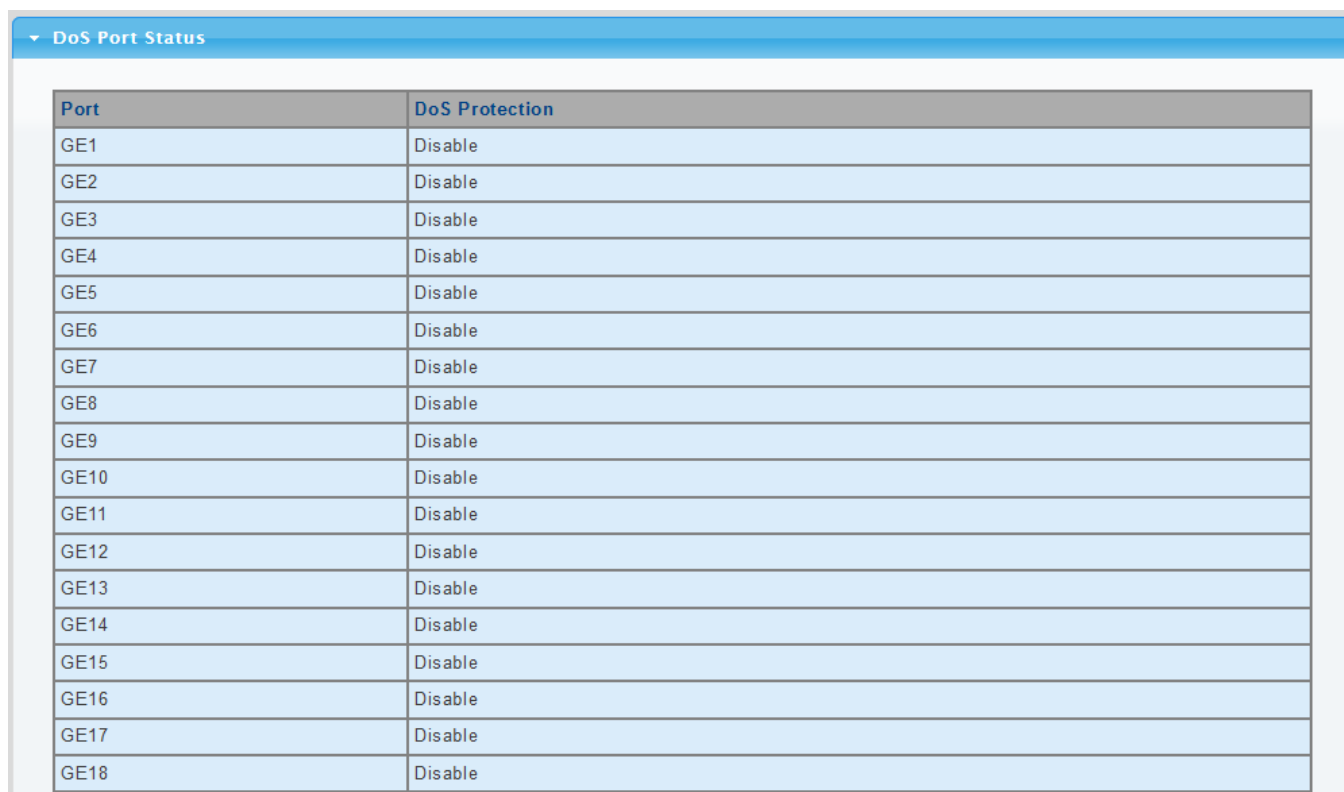 DoS Port Status
Port DoS Protection
GE1 Disable
GE2 Disable
GE3 Disable
GE4 Disable
GE5 Disable
GE6 Disable
GE7 Disable
GE8 Disable
GE9 Disable
GE10 Disable
GE11 Disable
GE12 Disable
GE13 Disable
GE14 Disable
GE15 Disable
GE16 Disable
GE17 Disable
GE18 Disable